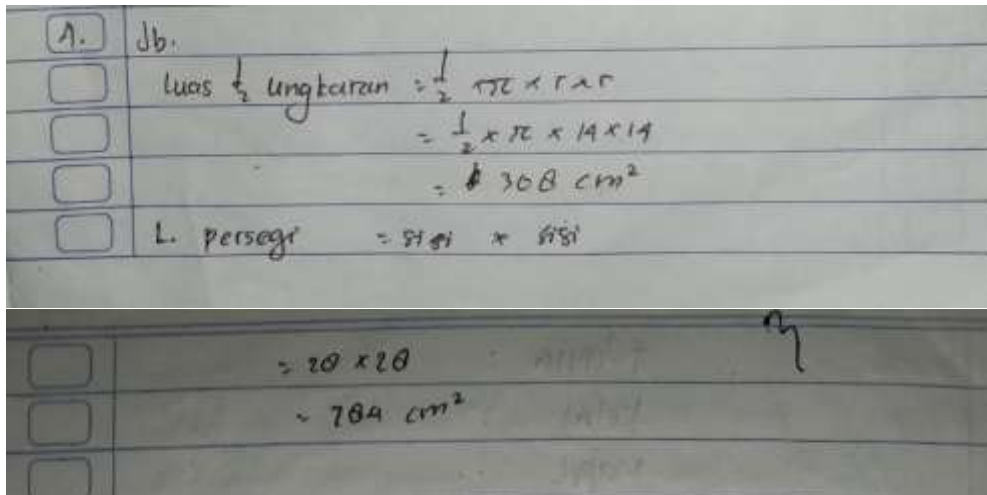 1. Jb.
Luas 1/2 lingkaran = 1/2 π × r × r
= 1/2 × π × 14 × 14
= 308 cm²
L. persegi = sisi × sisi
= 28 × 28
= 784 cm²